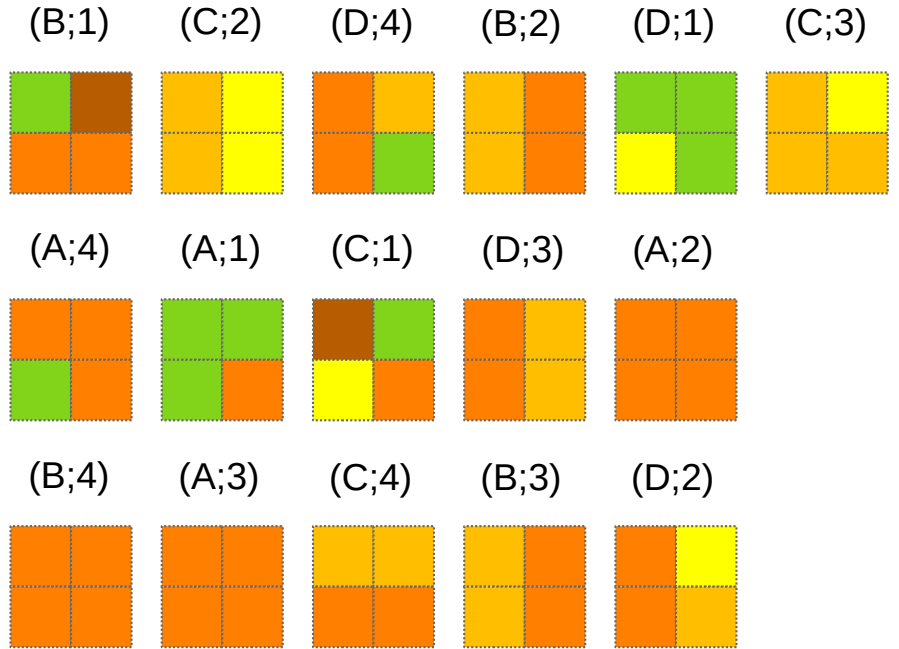 (B;1) (C;2) (D;4) (B;2) (D;1) (C;3)
(A;4) (A;1) (C;1) (D;3) (A;2)
(B;4) (A;3) (C;4) (B;3) (D;2)